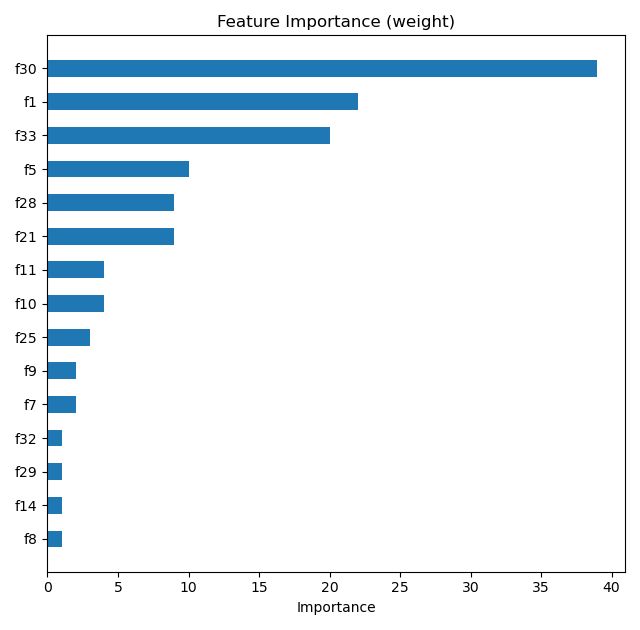 Feature Importance (weight)
f30
f1
f33
f5
f28
f21
f11
f10
f25
f9
f7
f32
f29
f14
f8
0 5 10 15 20 25 30 35 40
Importance